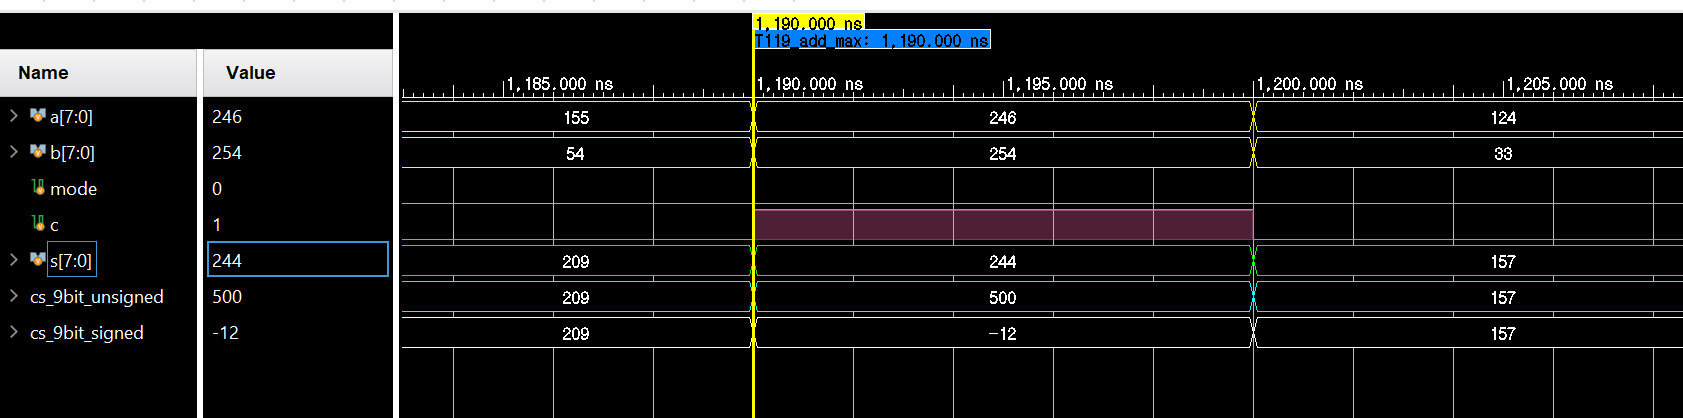 1,190.000 ns
T119_add_max: 1,190.000 ns
Name Value
1,185.000 ns 1,190.000 ns 1,195.000 ns 1,200.000 ns 1,205.000 ns
a[7:0] 246 155 246 124
b[7:0] 254 54 254 33
mode 0
c 1
s[7:0] 244 209 244 157
cs_9bit_unsigned 500 209 500 157
cs_9bit_signed -12 209 -12 157